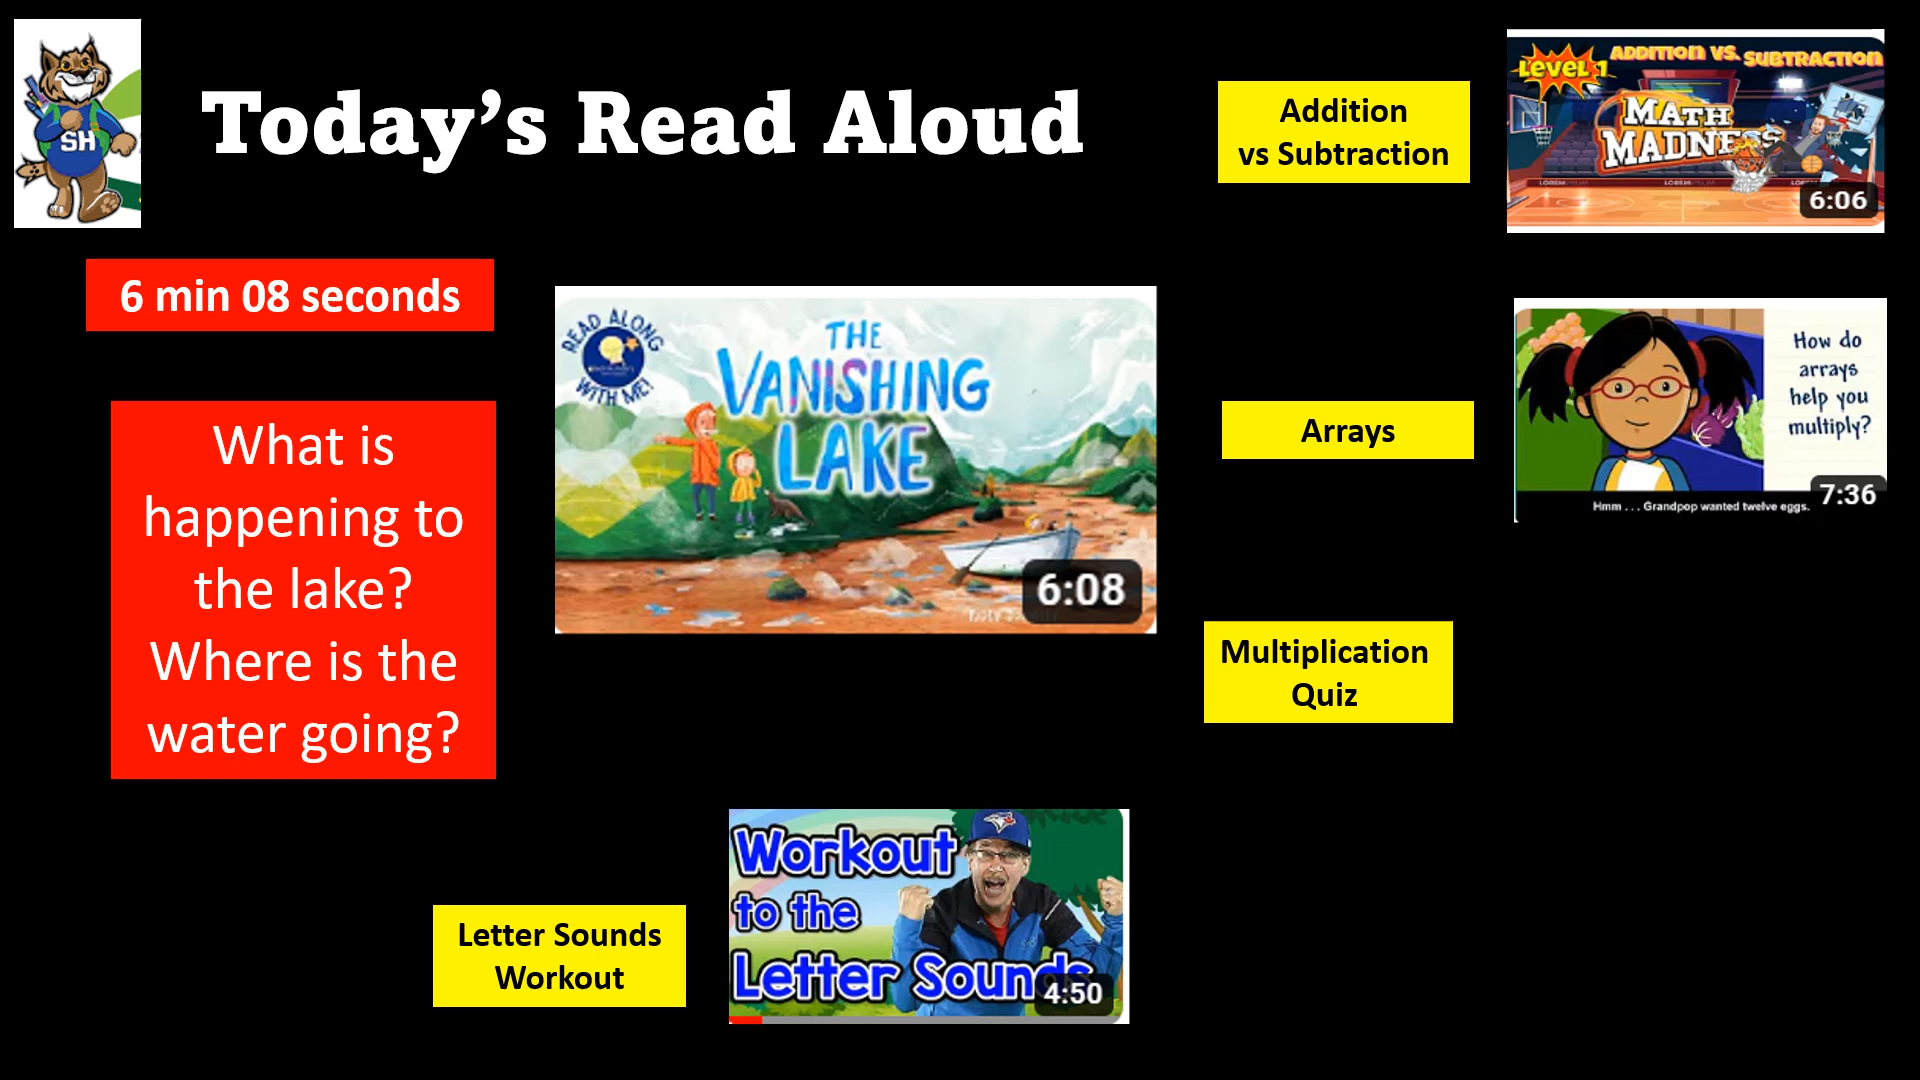 SH
Today's Read Aloud
6 min 08 seconds
What is
happening to
the lake?
Where is the
water going?
READ ALONG
WITH ME!
THE
VANISHING
LAKE
6:08
Addition
vs Subtraction
LEVEL 1
ADDITION VS. SUBTRACTION
MATH
MADNESS
6:06
Arrays
How do
arrays
help you
multiply?
Hmm . . . Grandpop wanted twelve eggs.
7:36
Multiplication
Quiz
Letter Sounds
Workout
Workout
to the
Letter Sounds
4:50